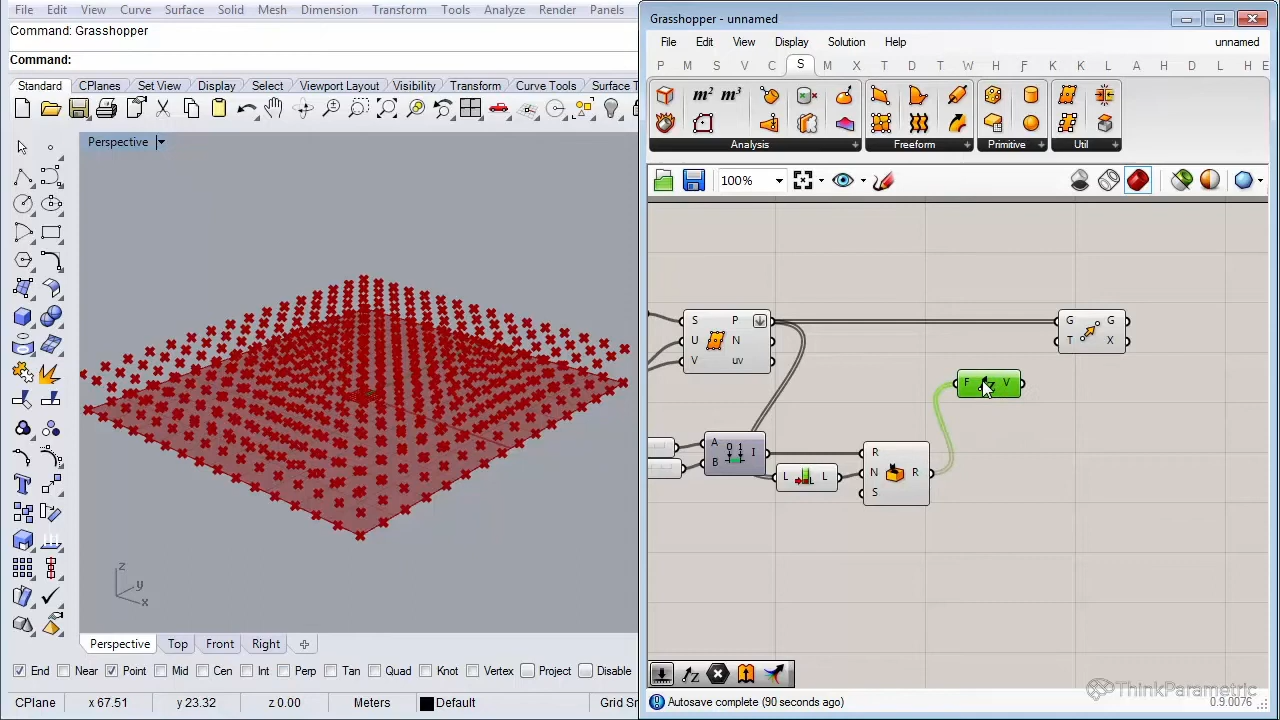 File Edit View Curve Surface Solid Mesh Dimension Transform Tools Analyze Render Panels
Command: Grasshopper
Command:
Standard CPlanes Set View Display Select Viewport Layout Visibility Transform Curve Tools Surface T
Perspective
z
y
x
Perspective Top Front Right
End Near Point Mid Cen Int Perp Tan Quad Knot Vertex Project Disable
CPlane x 67.51 y 23.32 z 0.00 Meters Default Grid Sn
Grasshopper - unnamed
File Edit View Display Solution Help unnamed
P M S V C S M X T D T W H F K K L A H D H E
m² m³
Analysis Freeform Primitive Util
100%
S P
U N
V uv
G G
T X
F V
A 0 1 I
B
L L
R
N R
S
ThinkParametric
Autosave complete (90 seconds ago) 0.9.0076